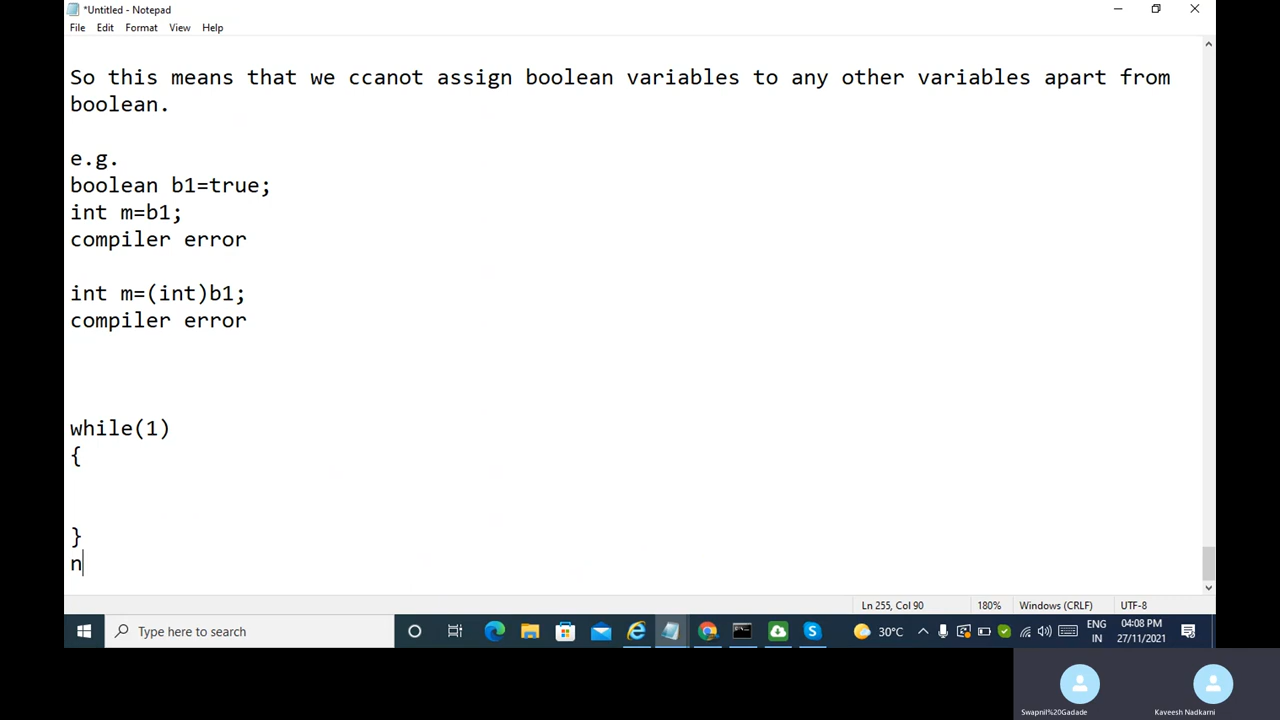 *Untitled - Notepad
File Edit Format View Help
So this means that we ccanot assign boolean variables to any other variables apart from
boolean.
e.g.
boolean b1=true;
int m=b1;
compiler error
int m=(int)b1;
compiler error
while(1)
{
}
n
Ln 255, Col 90 180% Windows (CRLF) UTF-8
Type here to search
30°C
ENG
IN
04:08 PM
27/11/2021
Swapnil%20Gadade Kaveesh Nadkarni